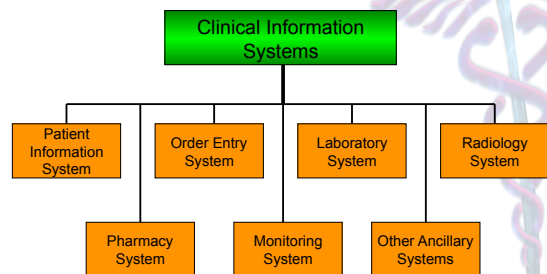 Clinical Information
Systems
Patient
Information
System
Order Entry
System
Laboratory
System
Radiology
System
Pharmacy
System
Monitoring
System
Other Ancillary
Systems